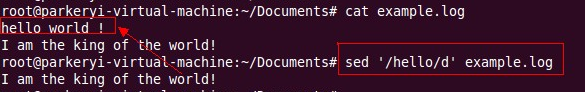 root@parkeryi-virtual-machine:~/Documents# cat example.log
hello world !
I am the king of the world!
root@parkeryi-virtual-machine:~/Documents# sed '/hello/d' example.log
I am the king of the world!